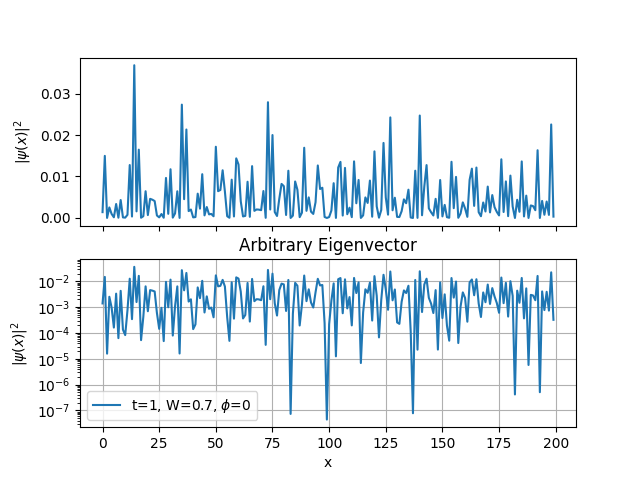 0.03
0.02
0.01
0.00
|ψ(x)|²
Arbitrary Eigenvector
10⁻²
10⁻³
10⁻⁴
10⁻⁵
10⁻⁶
10⁻⁷
|ψ(x)|²
t=1, W=0.7, ϕ=0
0 25 50 75 100 125 150 175 200
x